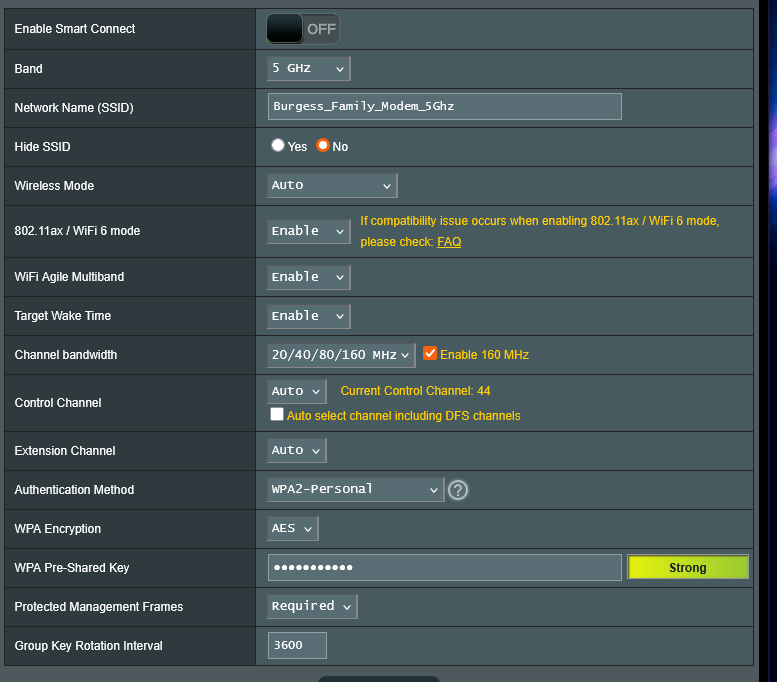 Enable Smart Connect
OFF
Band
5 GHz
Network Name (SSID)
Burgess_Family_Modem_5Ghz
Hide SSID
Yes No
Wireless Mode
Auto
802.11ax / WiFi 6 mode
Enable
If compatibility issue occurs when enabling 802.11ax / WiFi 6 mode,
please check: FAQ
WiFi Agile Multiband
Enable
Target Wake Time
Enable
Channel bandwidth
20/40/80/160 MHz
Enable 160 MHz
Control Channel
Auto
Current Control Channel: 44
Auto select channel including DFS channels
Extension Channel
Auto
Authentication Method
WPA2-Personal
?
WPA Encryption
AES
WPA Pre-Shared Key
•••••••••••
Strong
Protected Management Frames
Required
Group Key Rotation Interval
3600